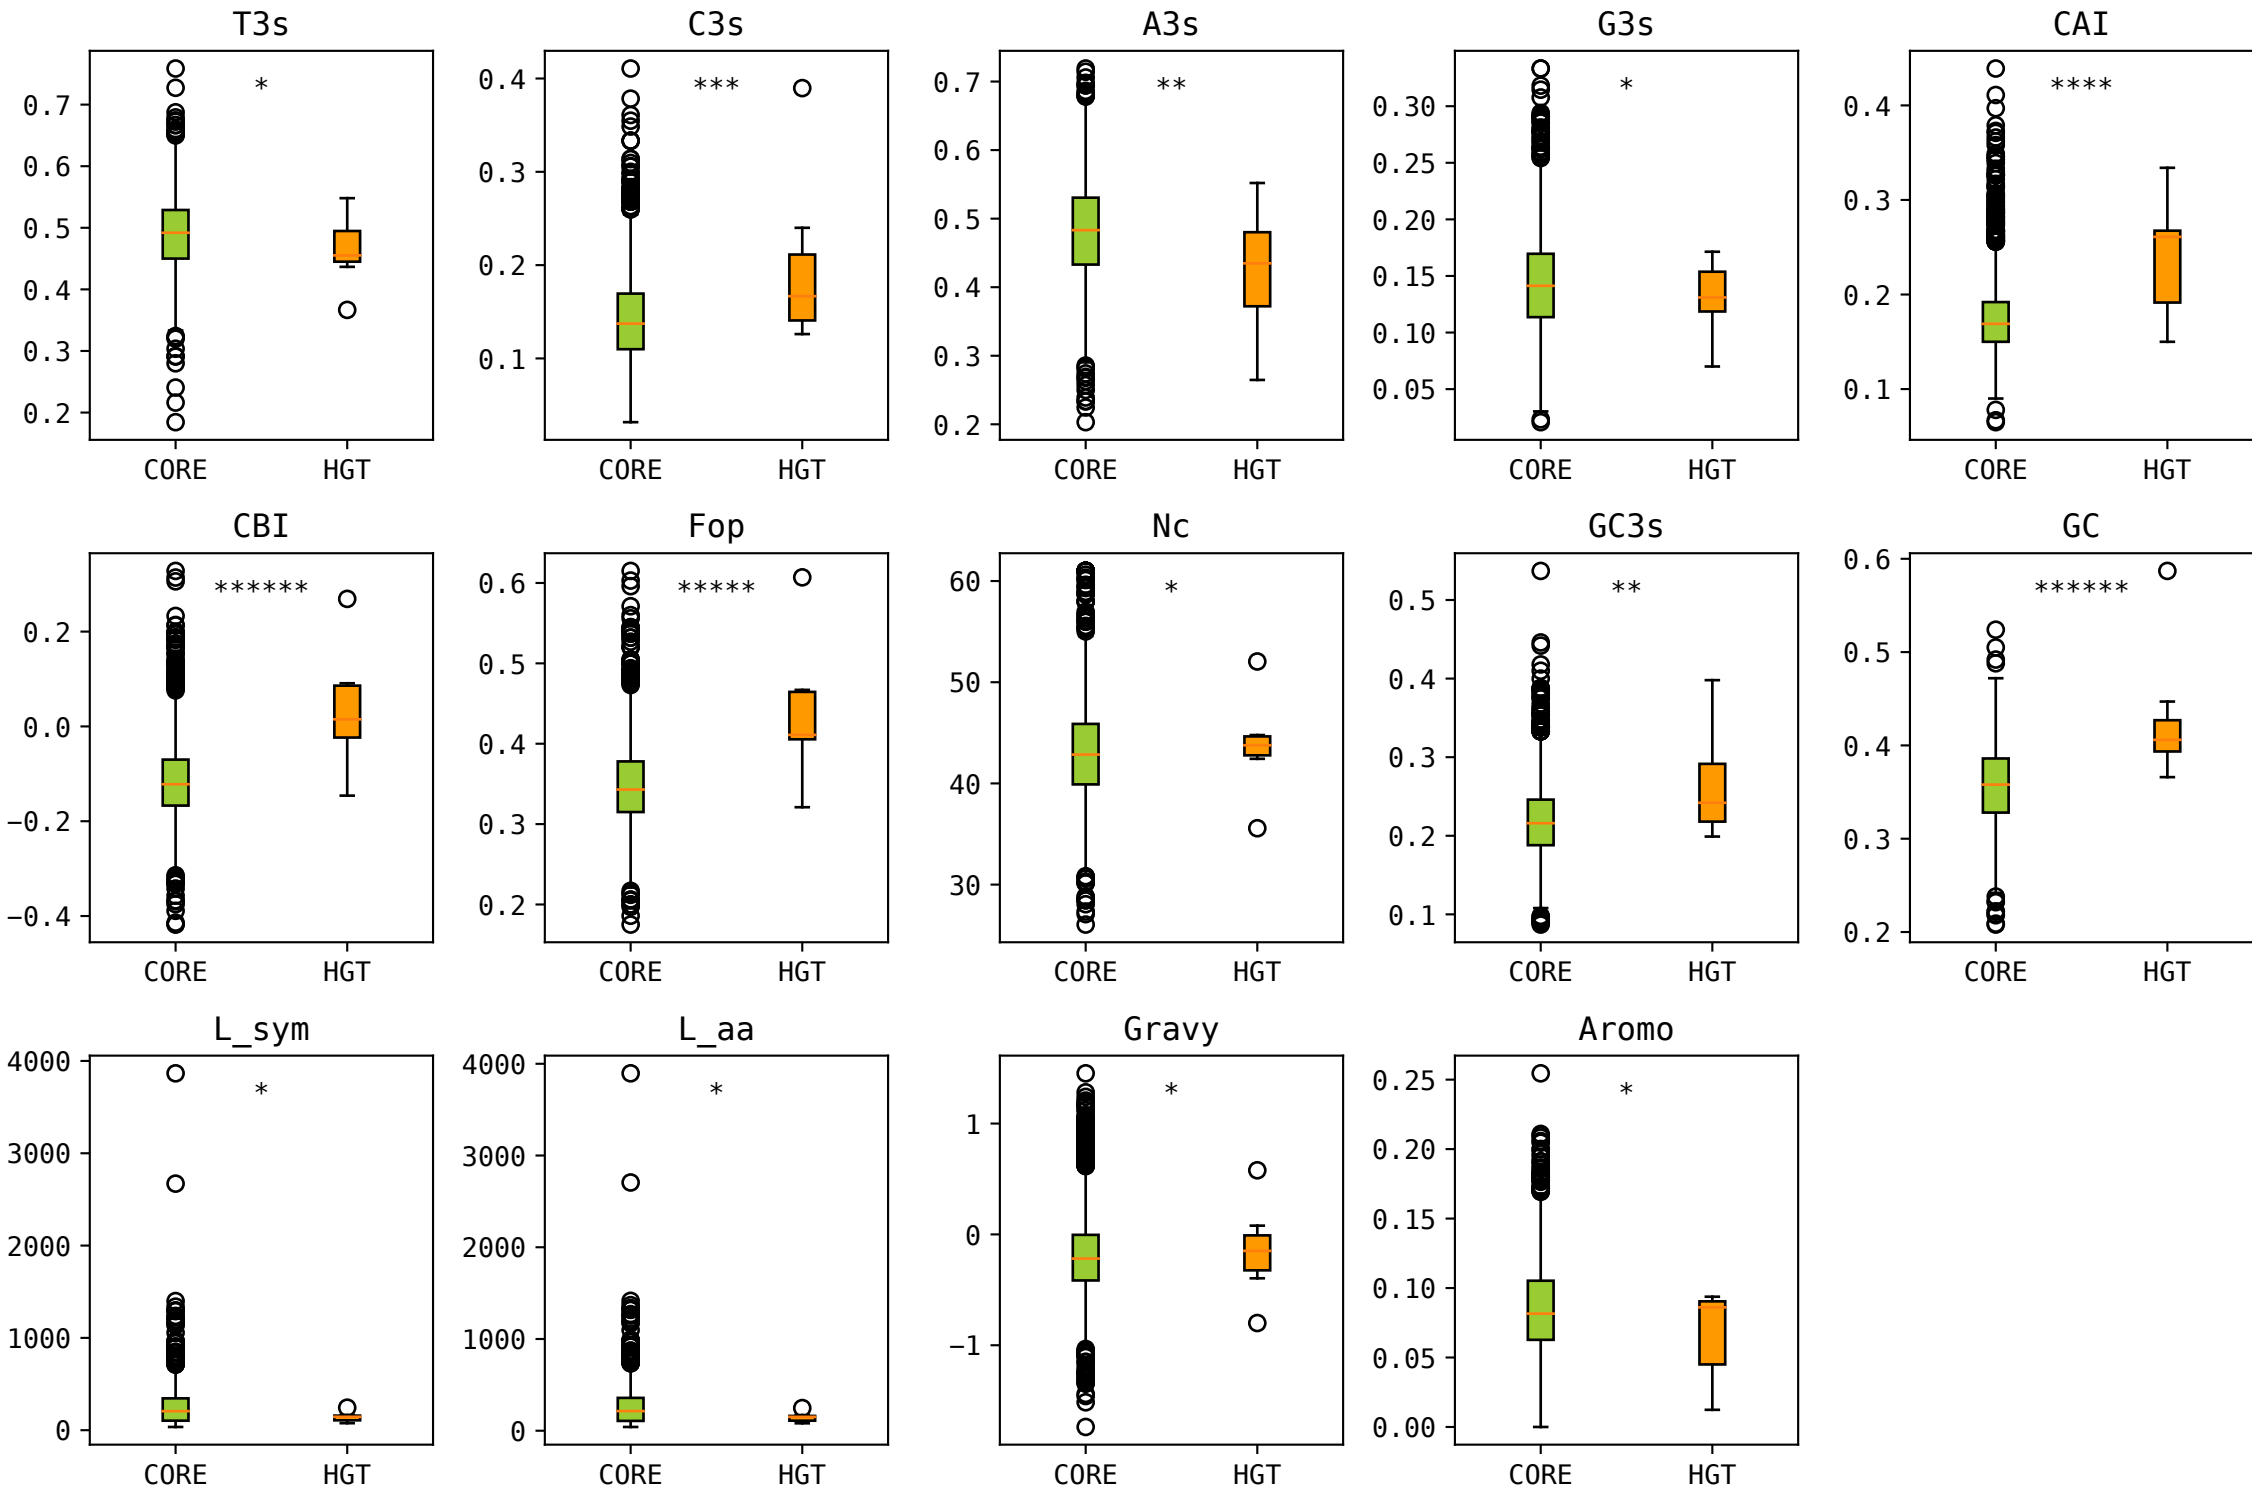 T3s
*
0.7
0.6
0.5
0.4
0.3
0.2
CORE HGT
C3s
***
0.4
0.3
0.2
0.1
CORE HGT
A3s
**
0.7
0.6
0.5
0.4
0.3
0.2
CORE HGT
G3s
*
0.30
0.25
0.20
0.15
0.10
0.05
CORE HGT
CAI
****
0.4
0.3
0.2
0.1
CORE HGT
CBI
******
0.2
0.0
−0.2
−0.4
CORE HGT
Fop
*****
0.6
0.5
0.4
0.3
0.2
CORE HGT
Nc
*
60
50
40
30
CORE HGT
GC3s
**
0.5
0.4
0.3
0.2
0.1
CORE HGT
GC
******
0.6
0.5
0.4
0.3
0.2
CORE HGT
L_sym
*
4000
3000
2000
1000
0
CORE HGT
L_aa
*
4000
3000
2000
1000
0
CORE HGT
Gravy
*
1
0
−1
CORE HGT
Aromo
*
0.25
0.20
0.15
0.10
0.05
0.00
CORE HGT